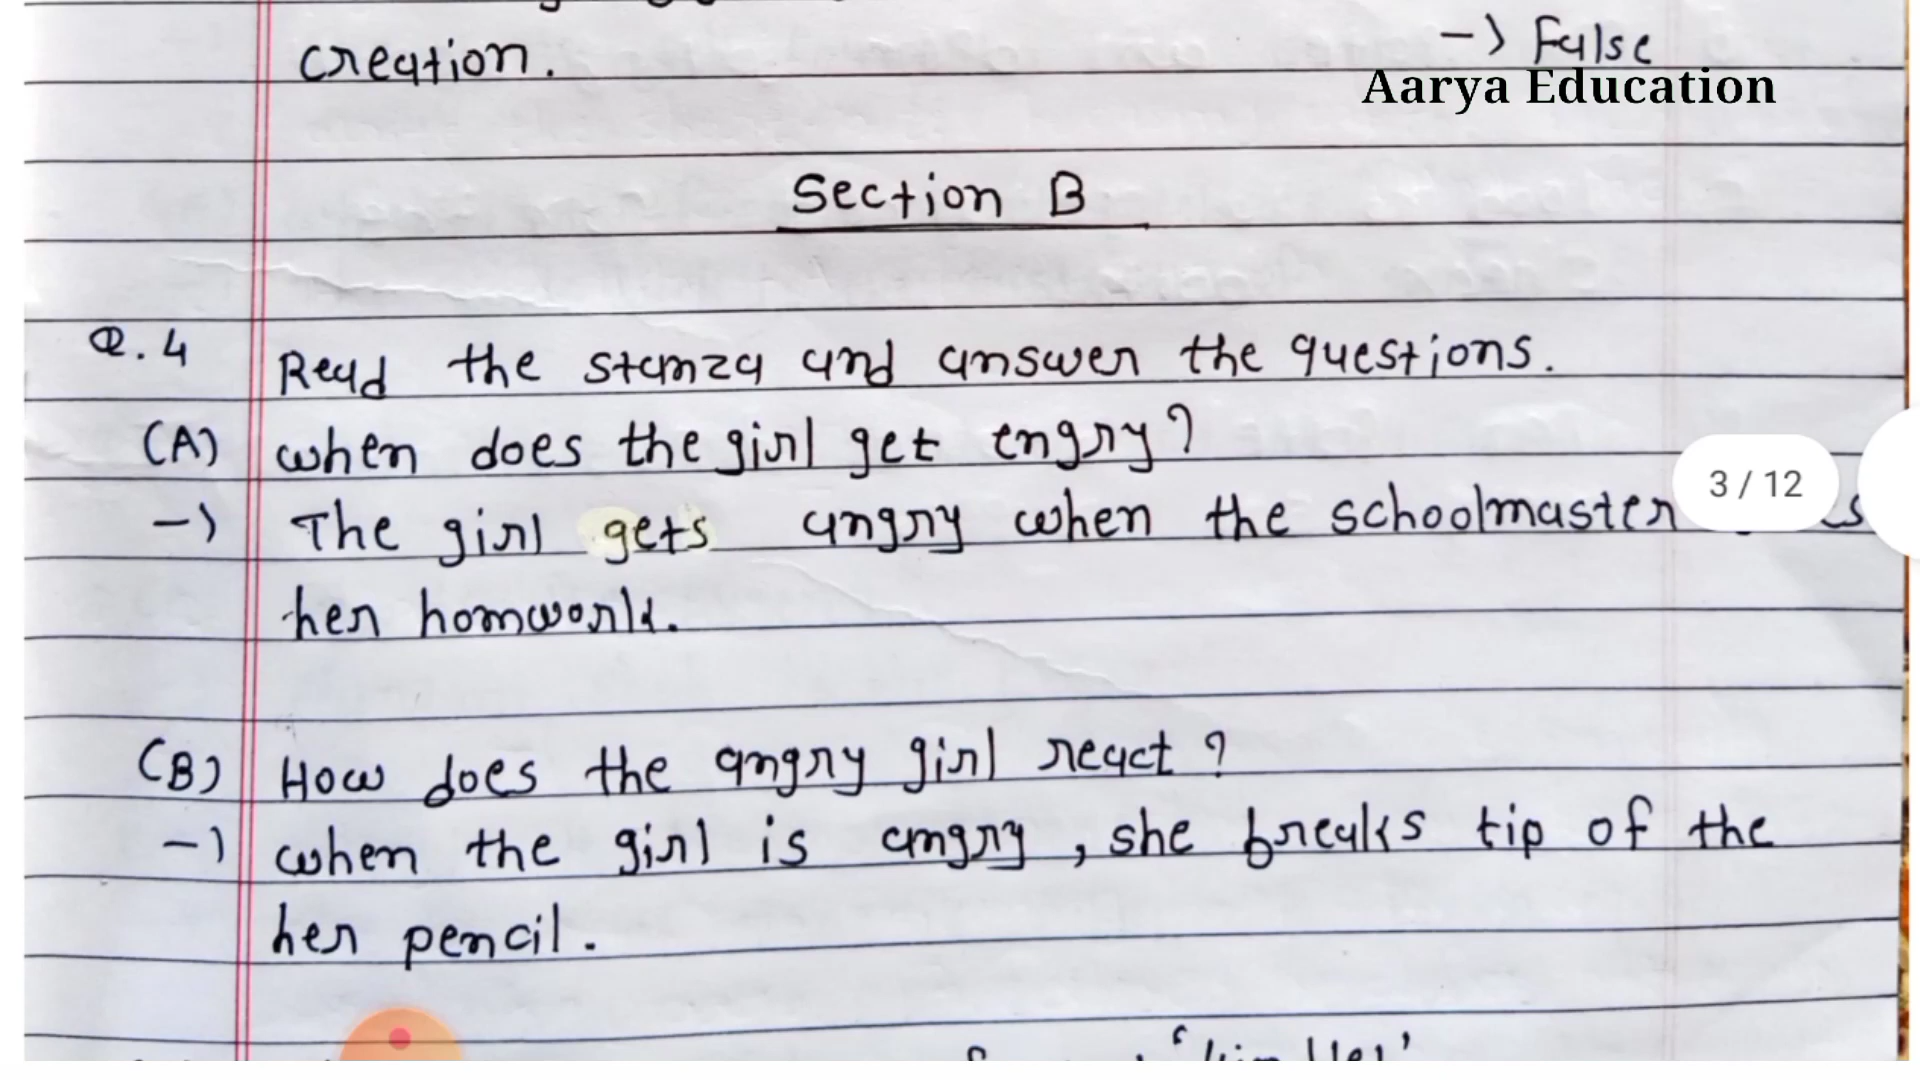 creation.
-> False
Aarya Education
Section B
Q.4 Read the stanza and answer the questions.
(A) when does the girl get engry?
-> The girl gets angry when the schoolmaster
3 / 12
her homwork.
(B) How does the angry girl react ?
-> when the girl is angry, she breaks tip of the
her pencil.